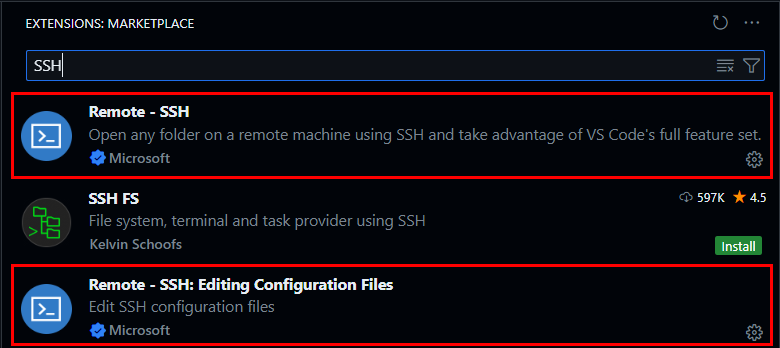 EXTENSIONS: MARKETPLACE
SSH
Remote - SSH
Open any folder on a remote machine using SSH and take advantage of VS Code's full feature set.
Microsoft
SSH FS 597K 4.5
File system, terminal and task provider using SSH
Kelvin Schoofs Install
Remote - SSH: Editing Configuration Files
Edit SSH configuration files
Microsoft